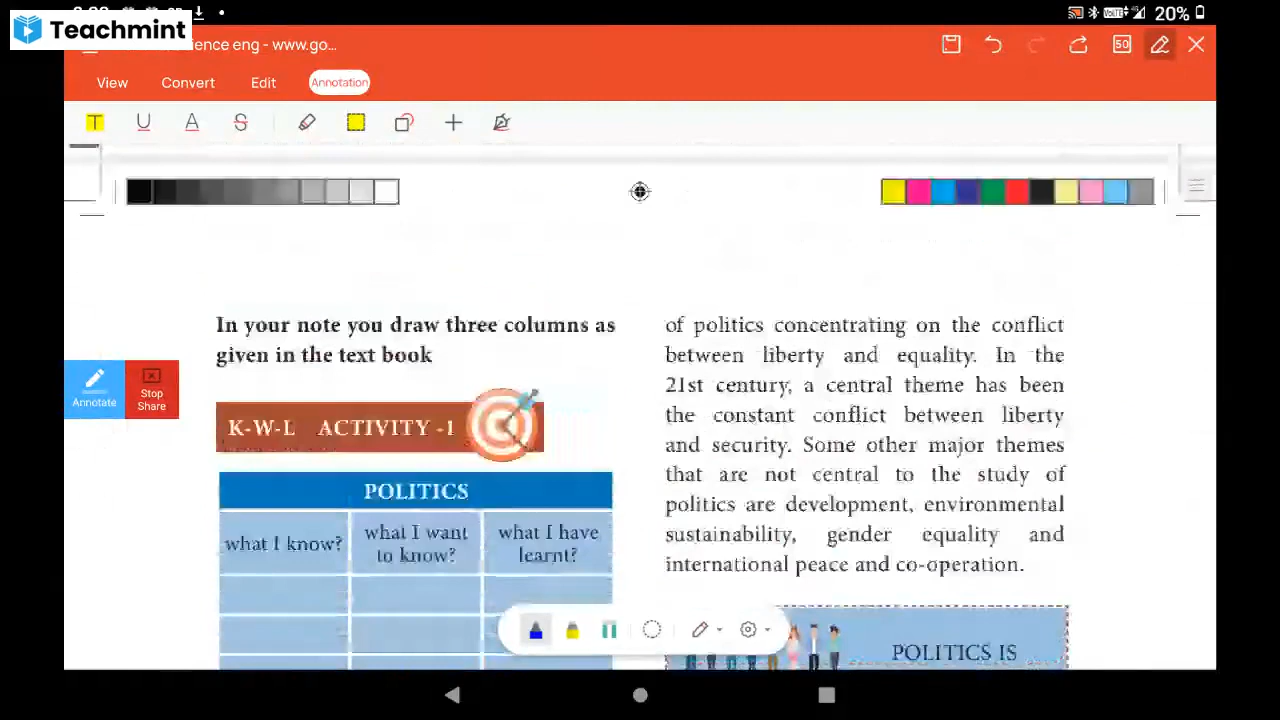 Teachmint
20%
ience eng - www.go...
50
View
Convert
Edit
Annotation
T
U
A
S
In your note you draw three columns as
given in the text book
K-W-L ACTIVITY -1
POLITICS
what I know?
what I want
to know?
what I have
learnt?
of politics concentrating on the conflict
between liberty and equality. In the
21st century, a central theme has been
the constant conflict between liberty
and security. Some other major themes
that are not central to the study of
politics are development, environmental
sustainability, gender equality and
international peace and co-operation.
POLITICS IS
Annotate
Stop
Share